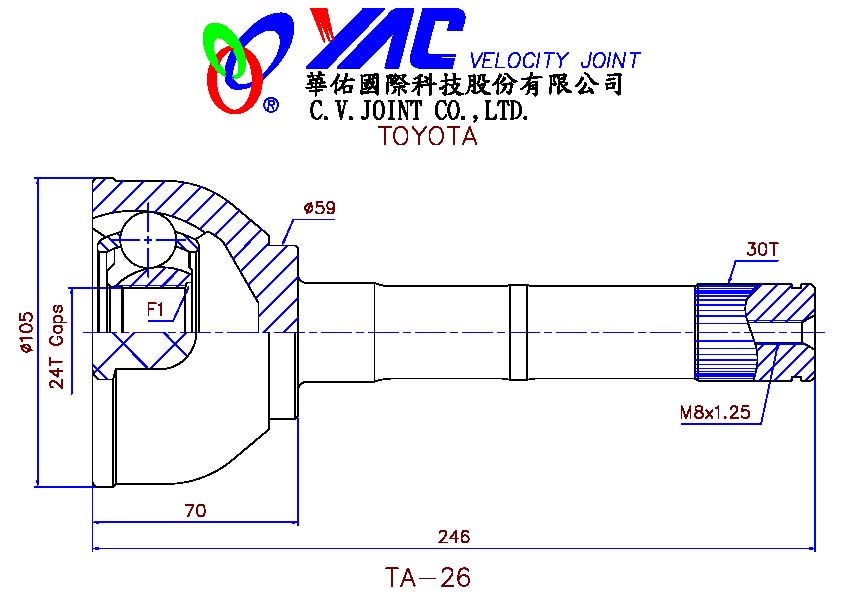 YAC VELOCITY JOINT
®
華佑國際科技股份有限公司
C.V.JOINT CO.,LTD.
TOYOTA
ø59
30T
F1
ø105
24T Gaps
M8x1.25
70
246
TA-26